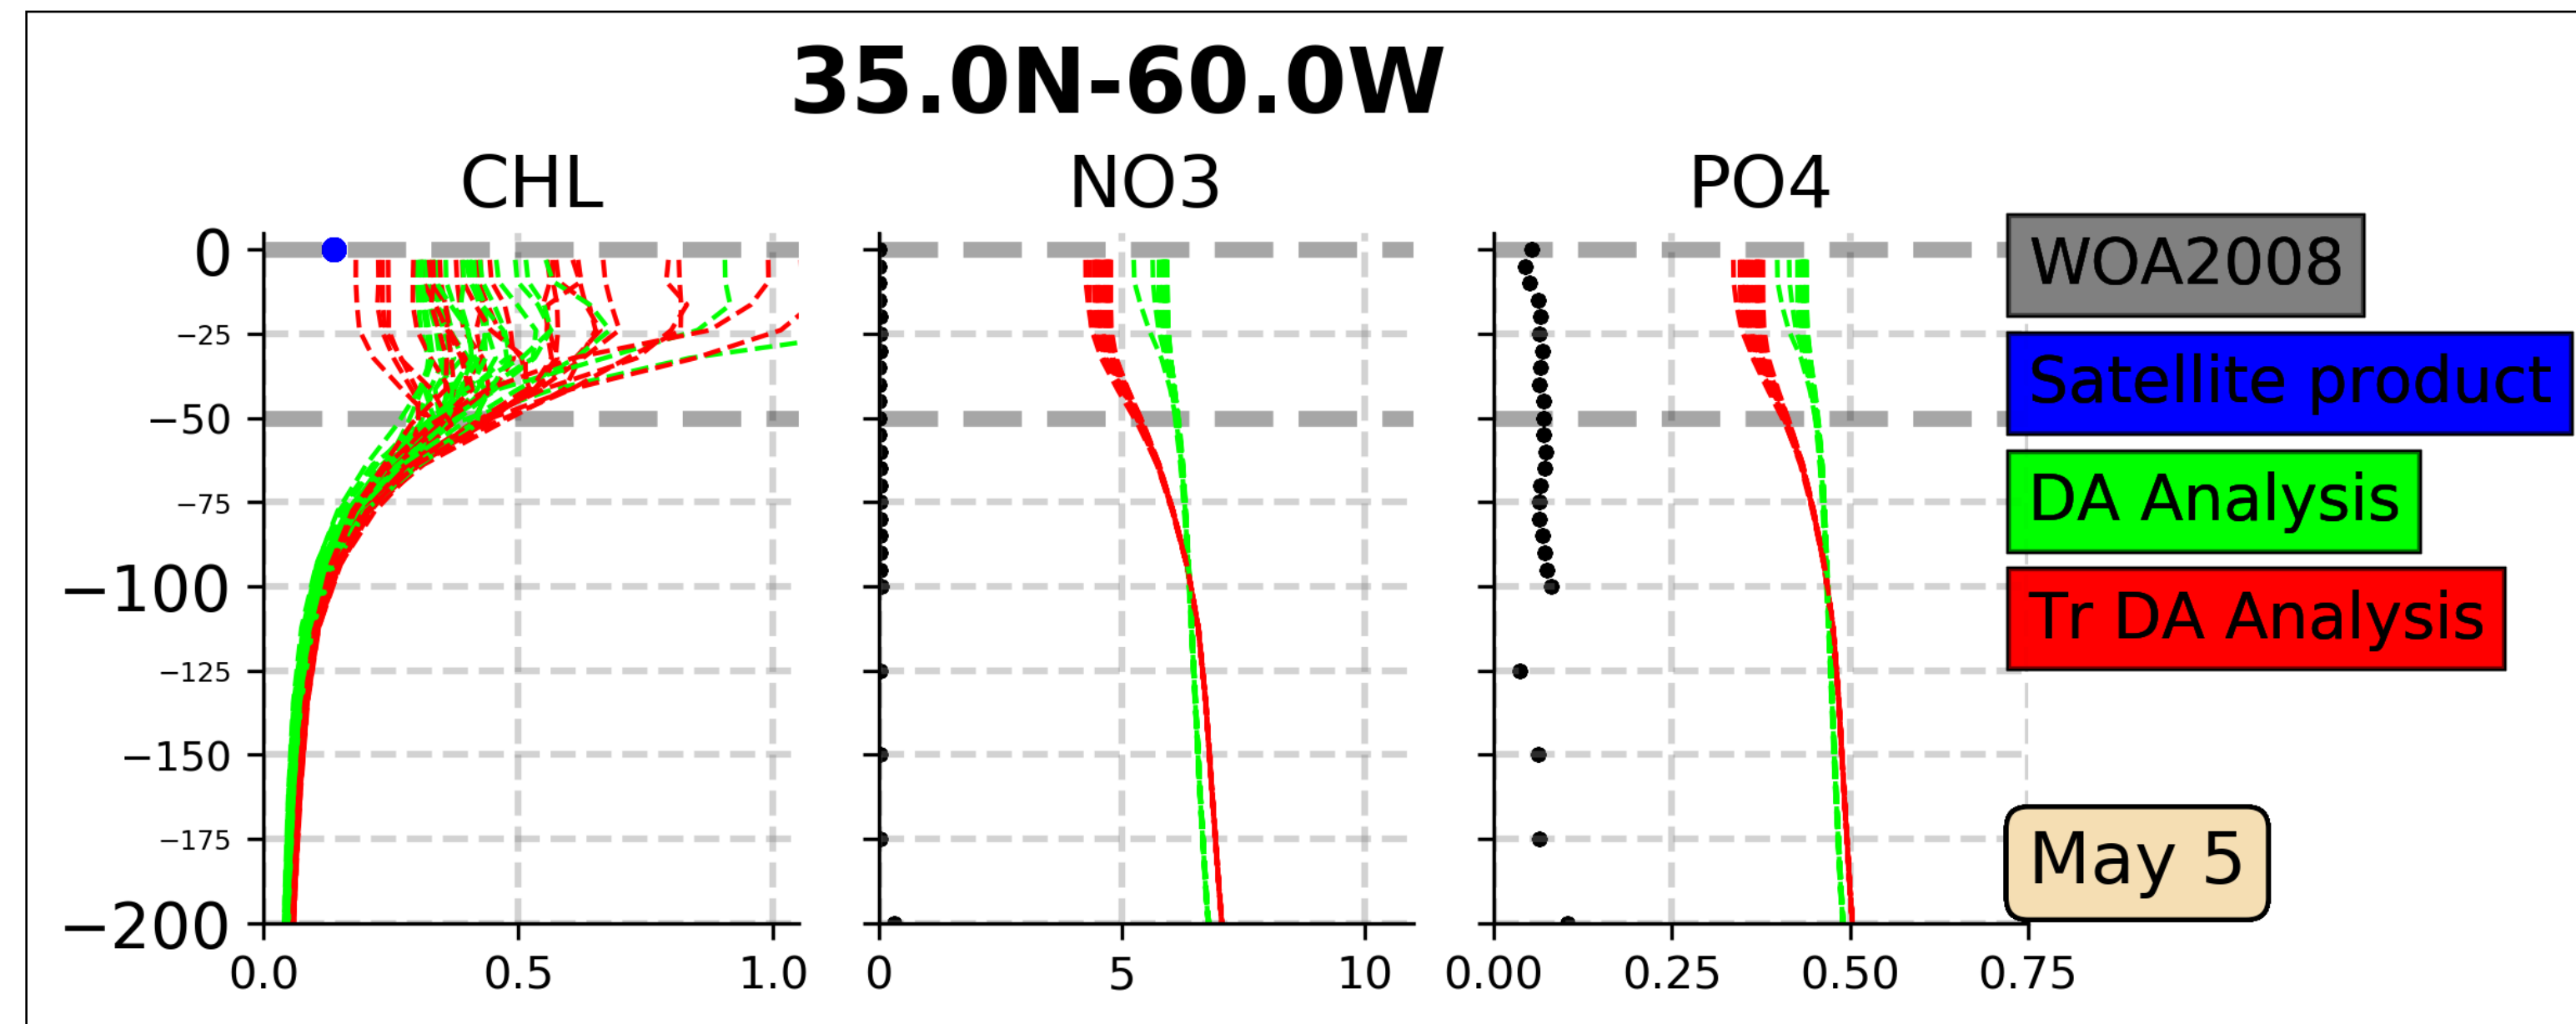 35.0N-60.0W
CHL
NO3
PO4
0
−25
−50
−75
−100
−125
−150
−175
−200
0.0 0.5 1.0
0 5 10
0.00 0.25 0.50 0.75
WOA2008
Satellite product
DA Analysis
Tr DA Analysis
May 5